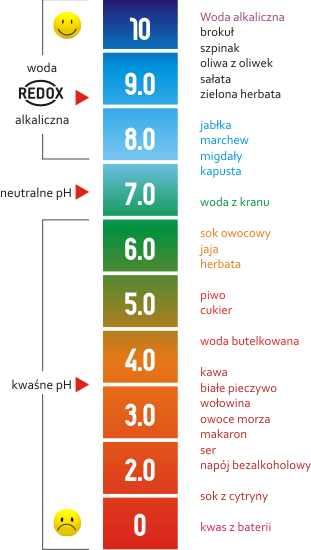 10
Woda alkaliczna
brokuł
szpinak
oliwa z oliwek
sałata
zielona herbata
woda
REDOX
alkaliczna
9.0
8.0
jabłka
marchew
migdały
kapusta
neutralne pH
7.0
woda z kranu
6.0
sok owocowy
jaja
herbata
5.0
piwo
cukier
4.0
woda butelkowana
kwaśne pH
3.0
kawa
białe pieczywo
wołowina
owoce morza
makaron
2.0
ser
napój bezalkoholowy
sok z cytryny
0
kwas z baterii